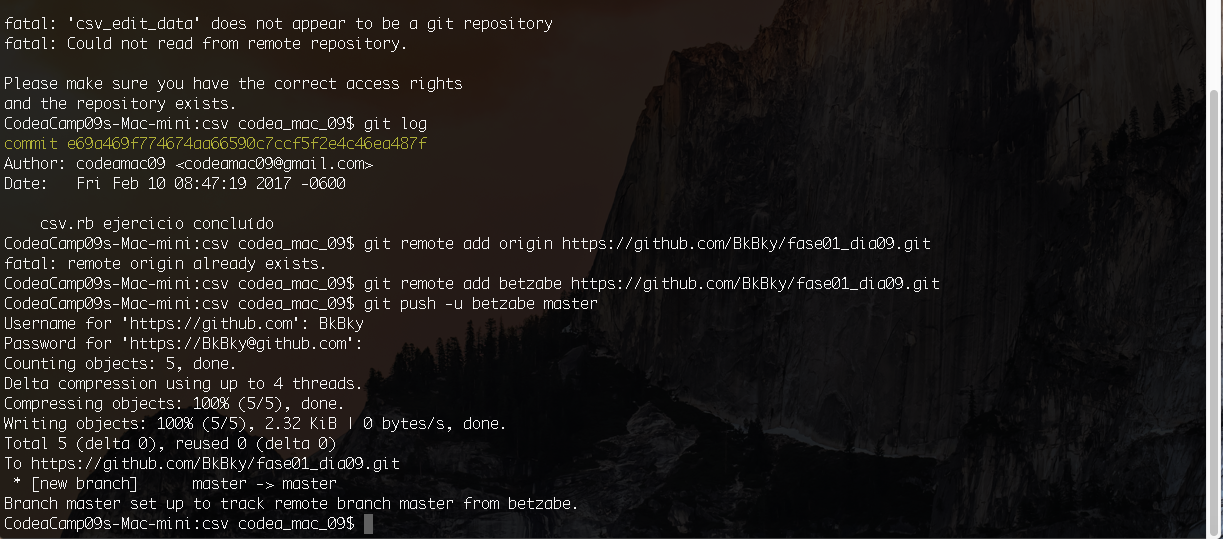 fatal: 'csv_edit_data' does not appear to be a git repository
fatal: Could not read from remote repository.
Please make sure you have the correct access rights
and the repository exists.
CodeaCamp09s-Mac-mini:csv codea_mac_09$ git log
commit e69a469f774674aa66590c7ccf5f2e4c46ea487f
Author: codeamac09 <codeamac09@gmail.com>
Date:   Fri Feb 10 08:47:19 2017 -0600
    csv.rb ejercicio concluído
CodeaCamp09s-Mac-mini:csv codea_mac_09$ git remote add origin https://github.com/BkBky/fase01_dia09.git
fatal: remote origin already exists.
CodeaCamp09s-Mac-mini:csv codea_mac_09$ git remote add betzabe https://github.com/BkBky/fase01_dia09.git
CodeaCamp09s-Mac-mini:csv codea_mac_09$ git push -u betzabe master
Username for 'https://github.com': BkBky
Password for 'https://BkBky@github.com':
Counting objects: 5, done.
Delta compression using up to 4 threads.
Compressing objects: 100% (5/5), done.
Writing objects: 100% (5/5), 2.32 KiB | 0 bytes/s, done.
Total 5 (delta 0), reused 0 (delta 0)
To https://github.com/BkBky/fase01_dia09.git
 * [new branch]      master -> master
Branch master set up to track remote branch master from betzabe.
CodeaCamp09s-Mac-mini:csv codea_mac_09$